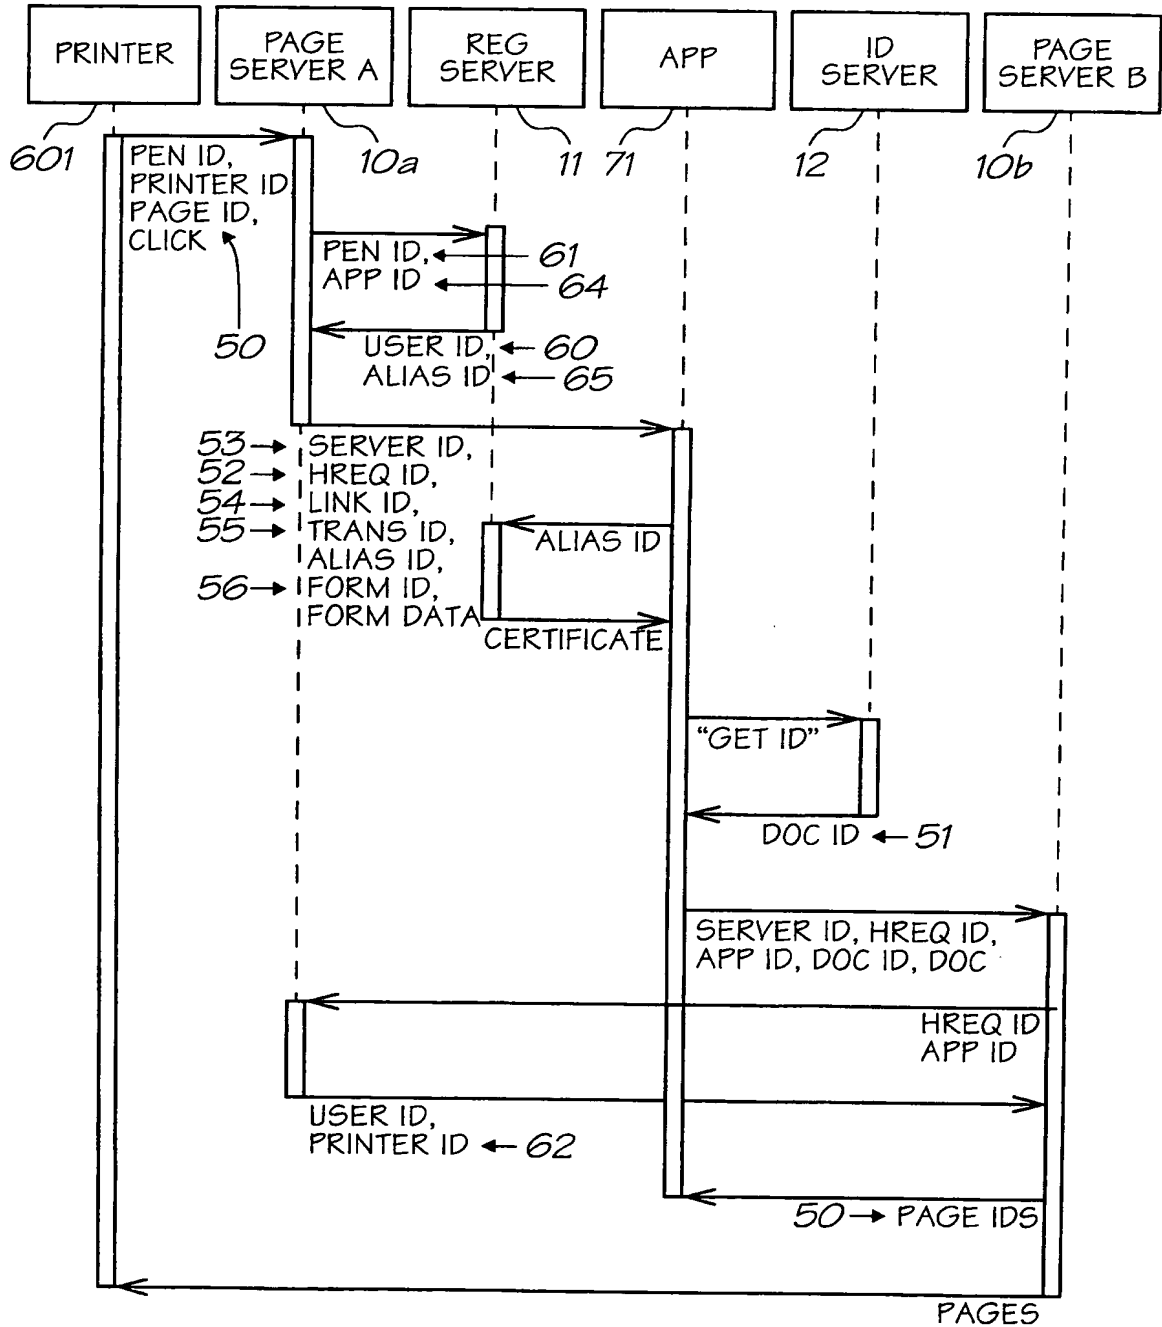 PRINTER
PAGE
SERVER A
REG
SERVER
APP
ID
SERVER
PAGE
SERVER B
601
10a
11
71
12
10b
PEN ID,
PRINTER ID
PAGE ID,
CLICK
50
PEN ID,
61
APP ID
64
USER ID,
60
ALIAS ID
65
53
SERVER ID,
52
HREQ ID,
54
LINK ID,
55
TRANS ID,
ALIAS ID,
56
FORM ID,
FORM DATA
ALIAS ID
CERTIFICATE
“GET ID”
DOC ID
51
SERVER ID, HREQ ID,
APP ID, DOC ID, DOC
HREQ ID
APP ID
USER ID,
PRINTER ID
62
50
PAGE IDS
PAGES